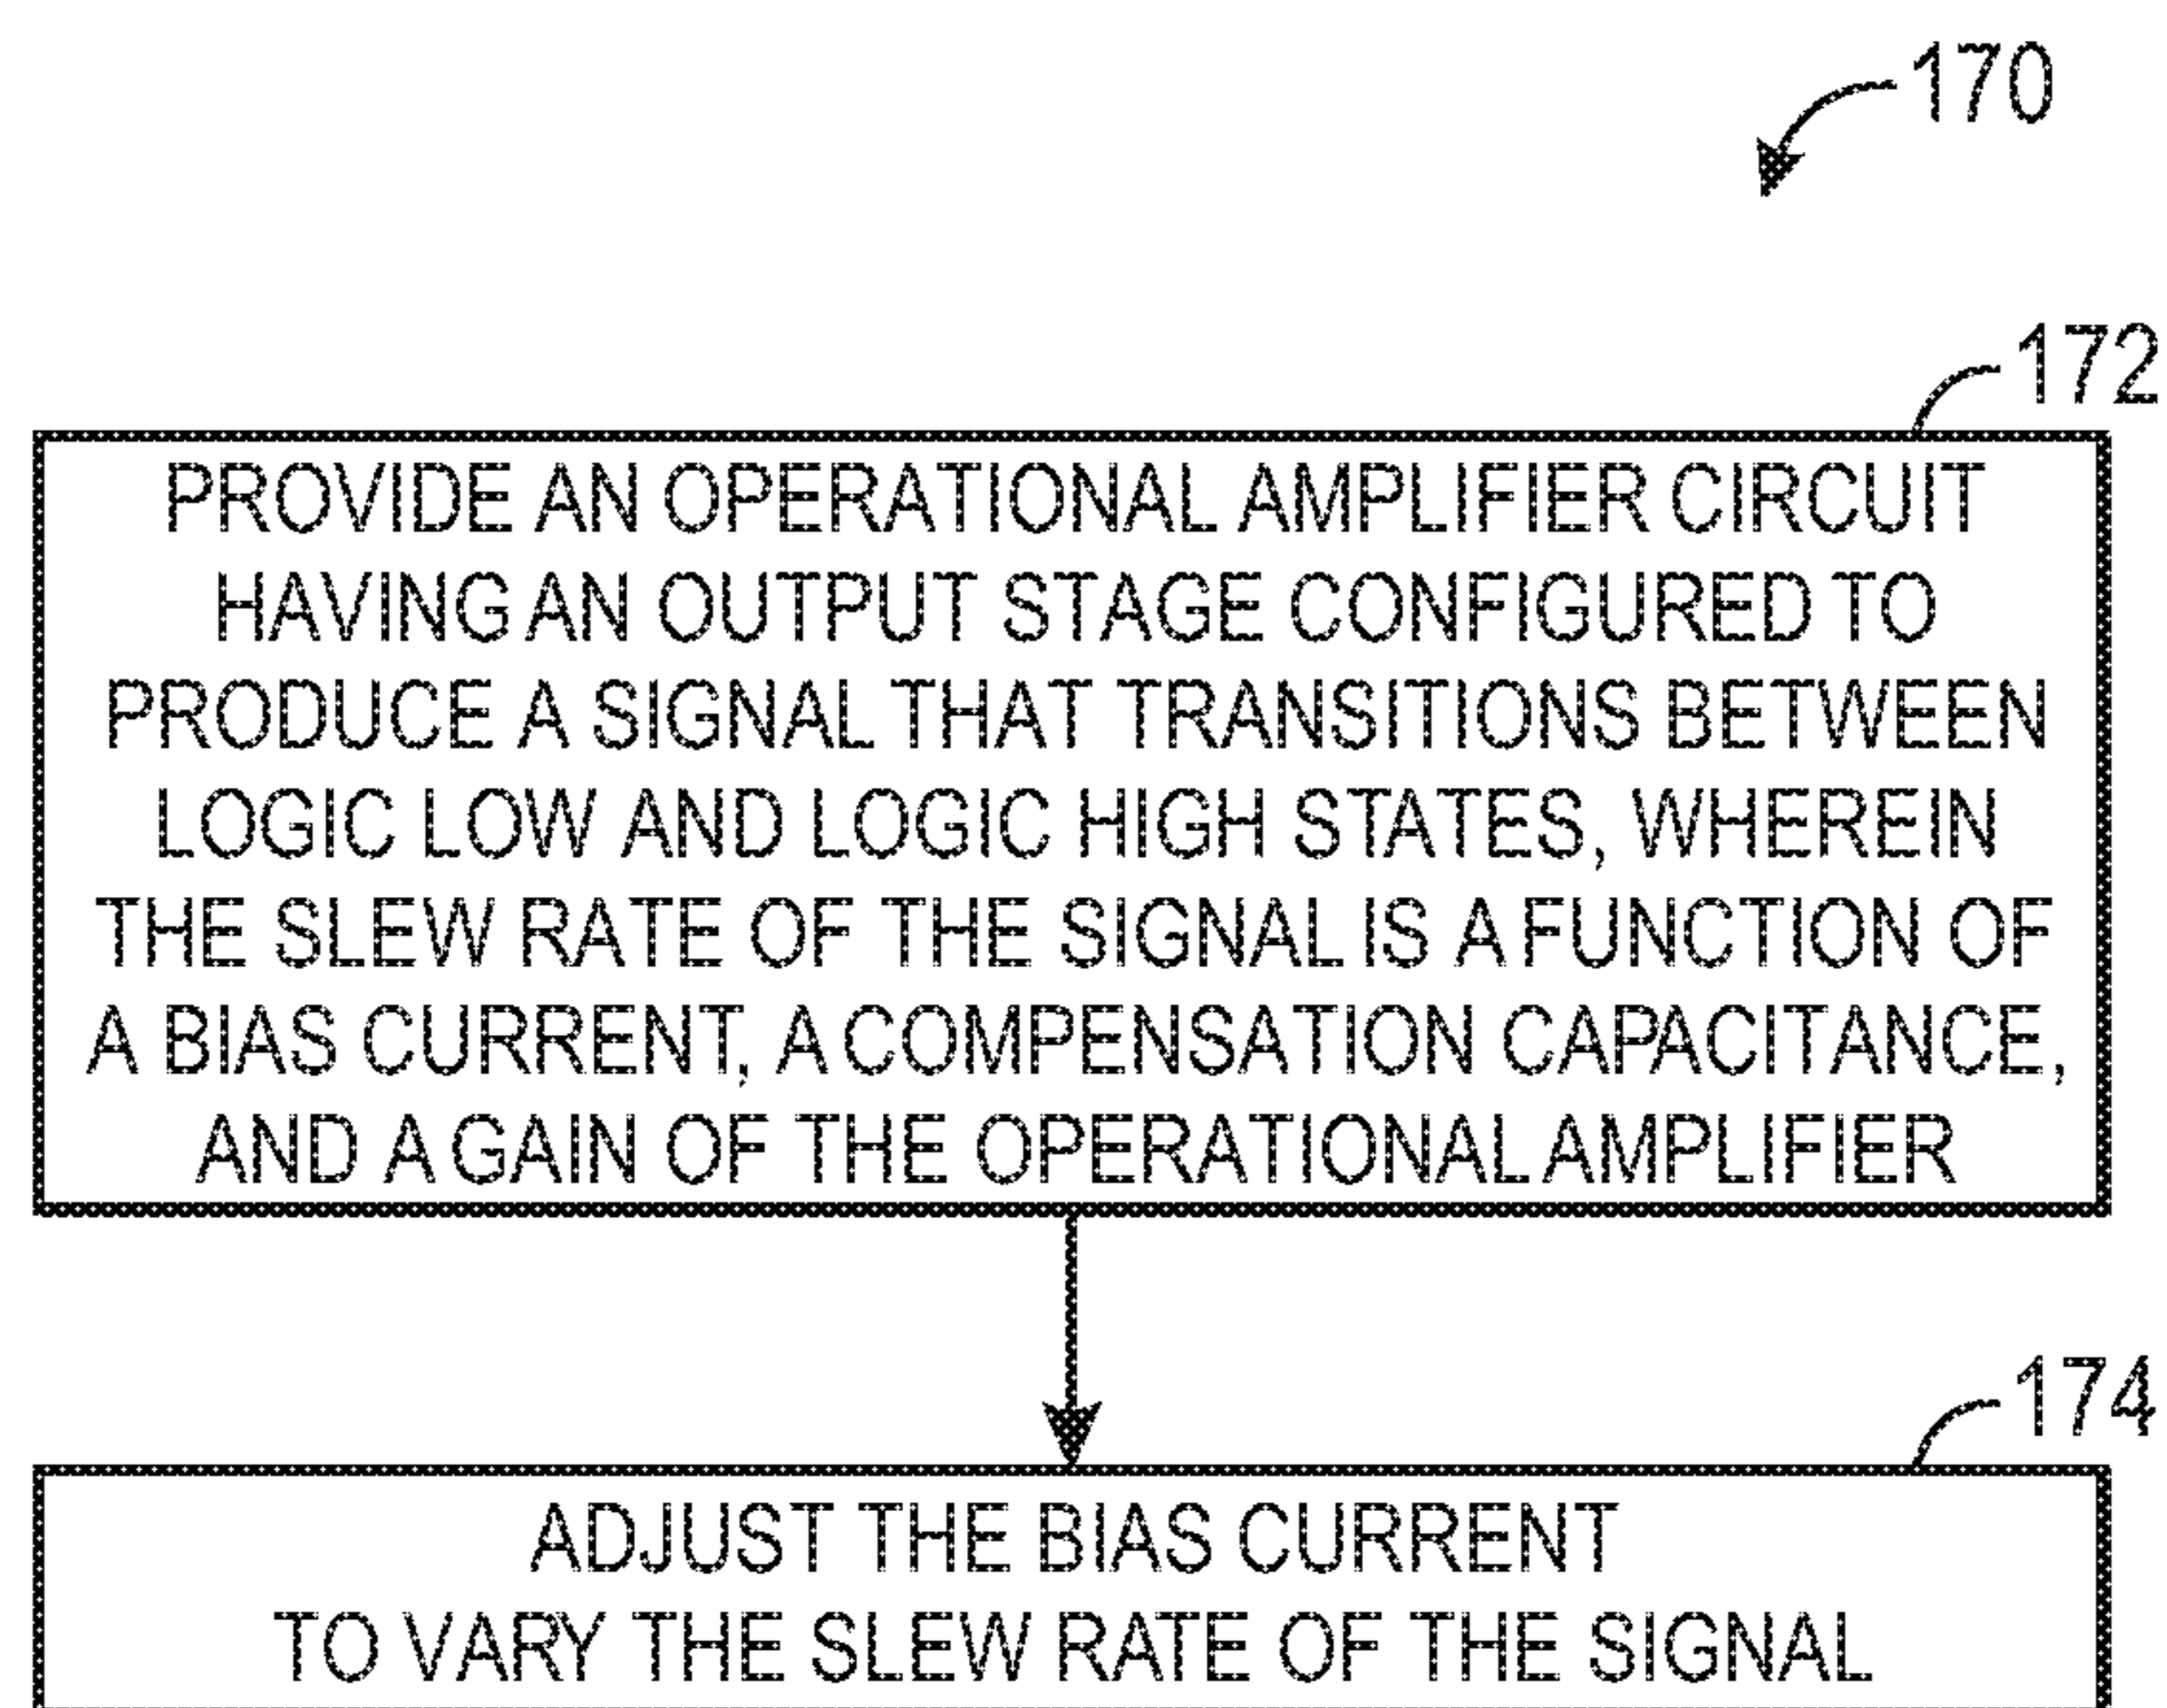 170
172
PROVIDE AN OPERATIONAL AMPLIFIER CIRCUIT
HAVING AN OUTPUT STAGE CONFIGURED TO
PRODUCE A SIGNAL THAT TRANSITIONS BETWEEN
LOGIC LOW AND LOGIC HIGH STATES, WHEREIN
THE SLEW RATE OF THE SIGNAL IS A FUNCTION OF
A BIAS CURRENT, A COMPENSATION CAPACITANCE,
AND A GAIN OF THE OPERATIONAL AMPLIFIER
174
ADJUST THE BIAS CURRENT
TO VARY THE SLEW RATE OF THE SIGNAL